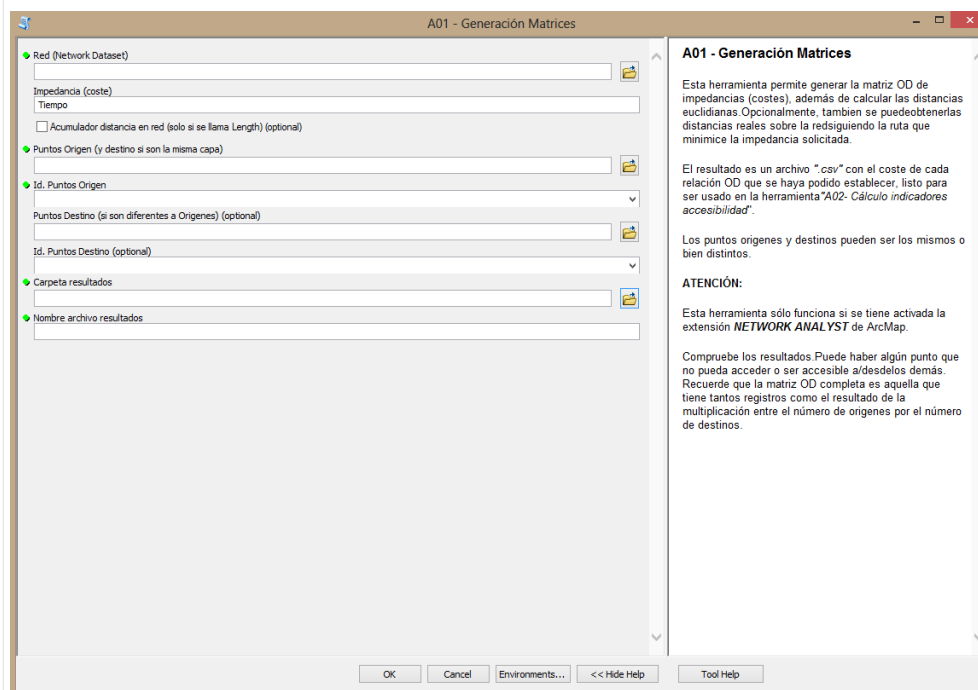 A01 - Generación Matrices
Red (Network Dataset)
Impedancia (coste)
Tiempo
Acumulador distancia en red (solo si se llama Length) (optional)
Puntos Origen (y destino si son la misma capa)
Id. Puntos Origen
Puntos Destino (si son diferentes a Origenes) (optional)
Id. Puntos Destino (optional)
Carpeta resultados
Nombre archivo resultados
A01 - Generación Matrices
Esta herramienta permite generar la matriz OD de
impedancias (costes), además de calcular las distancias
euclidianas.Opcionalmente, tambien se puedeobtenerlas
distancias reales sobre la redsiguiendo la ruta que
minimice la impedancia solicitada.
El resultado es un archivo ".csv" con el coste de cada
relación OD que se haya podido establecer, listo para
ser usado en la herramienta"A02- Cálculo indicadores
accesibilidad".
Los puntos origenes y destinos pueden ser los mismos o
bien distintos.
ATENCIÓN:
Esta herramienta sólo funciona si se tiene activada la
extensión NETWORK ANALYST de ArcMap.
Compruebe los resultados.Puede haber algún punto que
no pueda acceder o ser accesible a/desdelos demás.
Recuerde que la matriz OD completa es aquella que
tiene tantos registros como el resultado de la
multiplicación entre el número de origenes por el número
de destinos.
OK
Cancel
Environments...
<< Hide Help
Tool Help